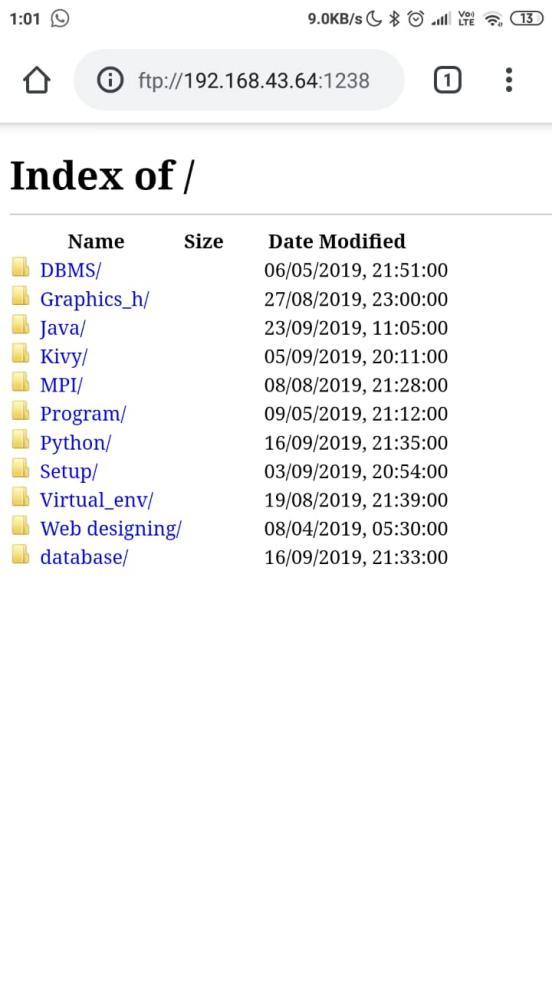 1:01 9.0KB/s Vo) LTE 13
ftp://192.168.43.64:1238 1
Index of /
Name Size Date Modified
DBMS/ 06/05/2019, 21:51:00
Graphics_h/ 27/08/2019, 23:00:00
Java/ 23/09/2019, 11:05:00
Kivy/ 05/09/2019, 20:11:00
MPI/ 08/08/2019, 21:28:00
Program/ 09/05/2019, 21:12:00
Python/ 16/09/2019, 21:35:00
Setup/ 03/09/2019, 20:54:00
Virtual_env/ 19/08/2019, 21:39:00
Web designing/ 08/04/2019, 05:30:00
database/ 16/09/2019, 21:33:00